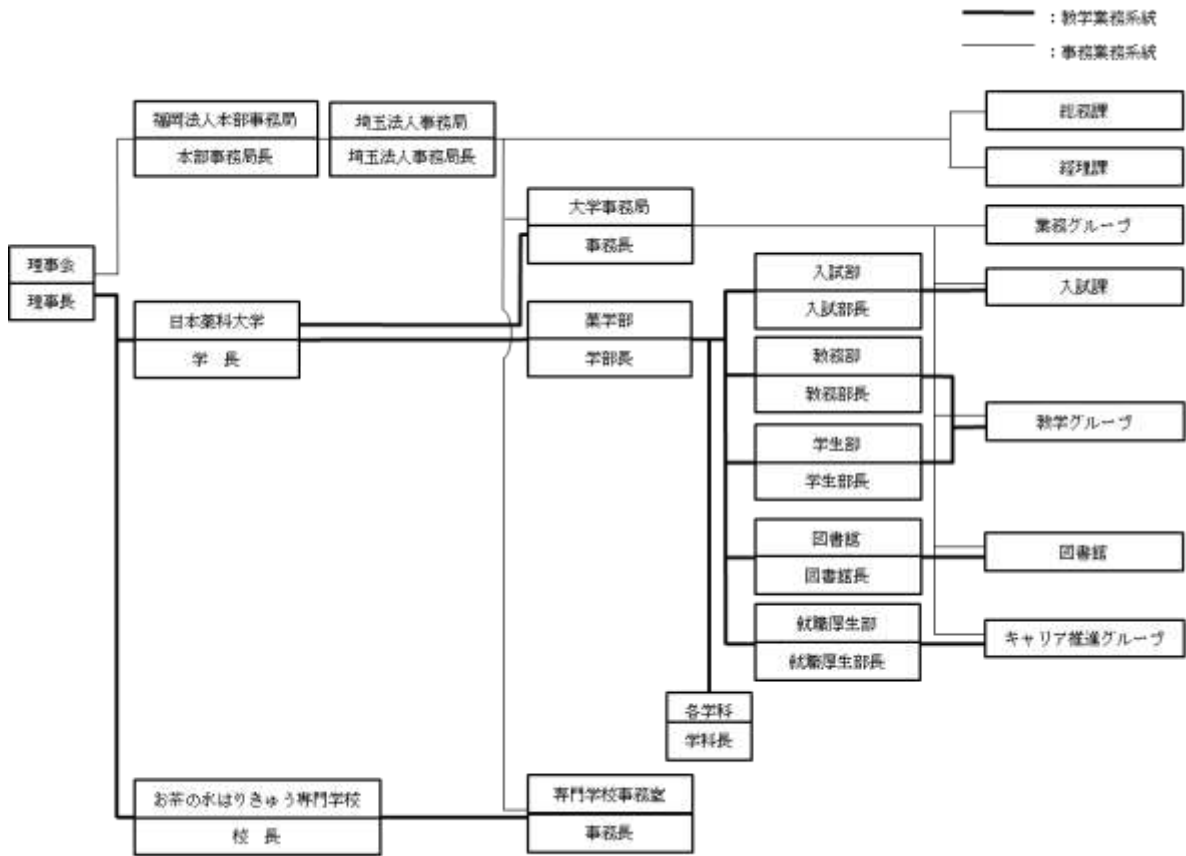 ：教学業務系統
：事務業務系統
福岡法人本部事務局
本部事務局長
埼玉法人事務局
埼玉法人事務局長
総務課
経理課
大学事務局
事務長
業務グループ
理事会
理事長
入試部
入試部長
入試課
日本薬科大学
学　長
薬学部
学部長
教務部
教務部長
教学グループ
学生部
学生部長
図書館
図書館長
図書館
就職厚生部
就職厚生部長
キャリア推進グループ
各学科
学科長
お茶の水はりきゅう専門学校
校　長
専門学校事務室
事務長